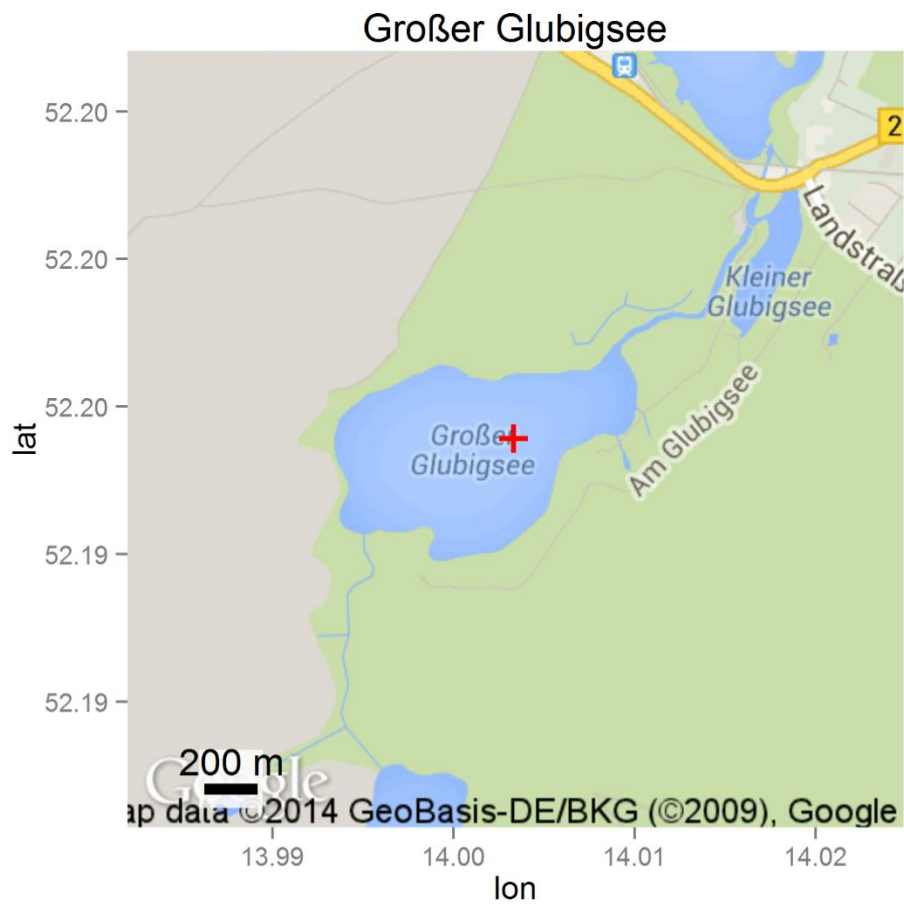 Großer Glubigsee
52.20
52.20
52.20
52.19
52.19
lat
2
Landstraß
Kleiner
Glubigsee
Großer
Glubigsee
Am Glubigsee
200 m
Google
ap data ©2014 GeoBasis-DE/BKG (©2009), Google
13.99
14.00
14.01
14.02
lon